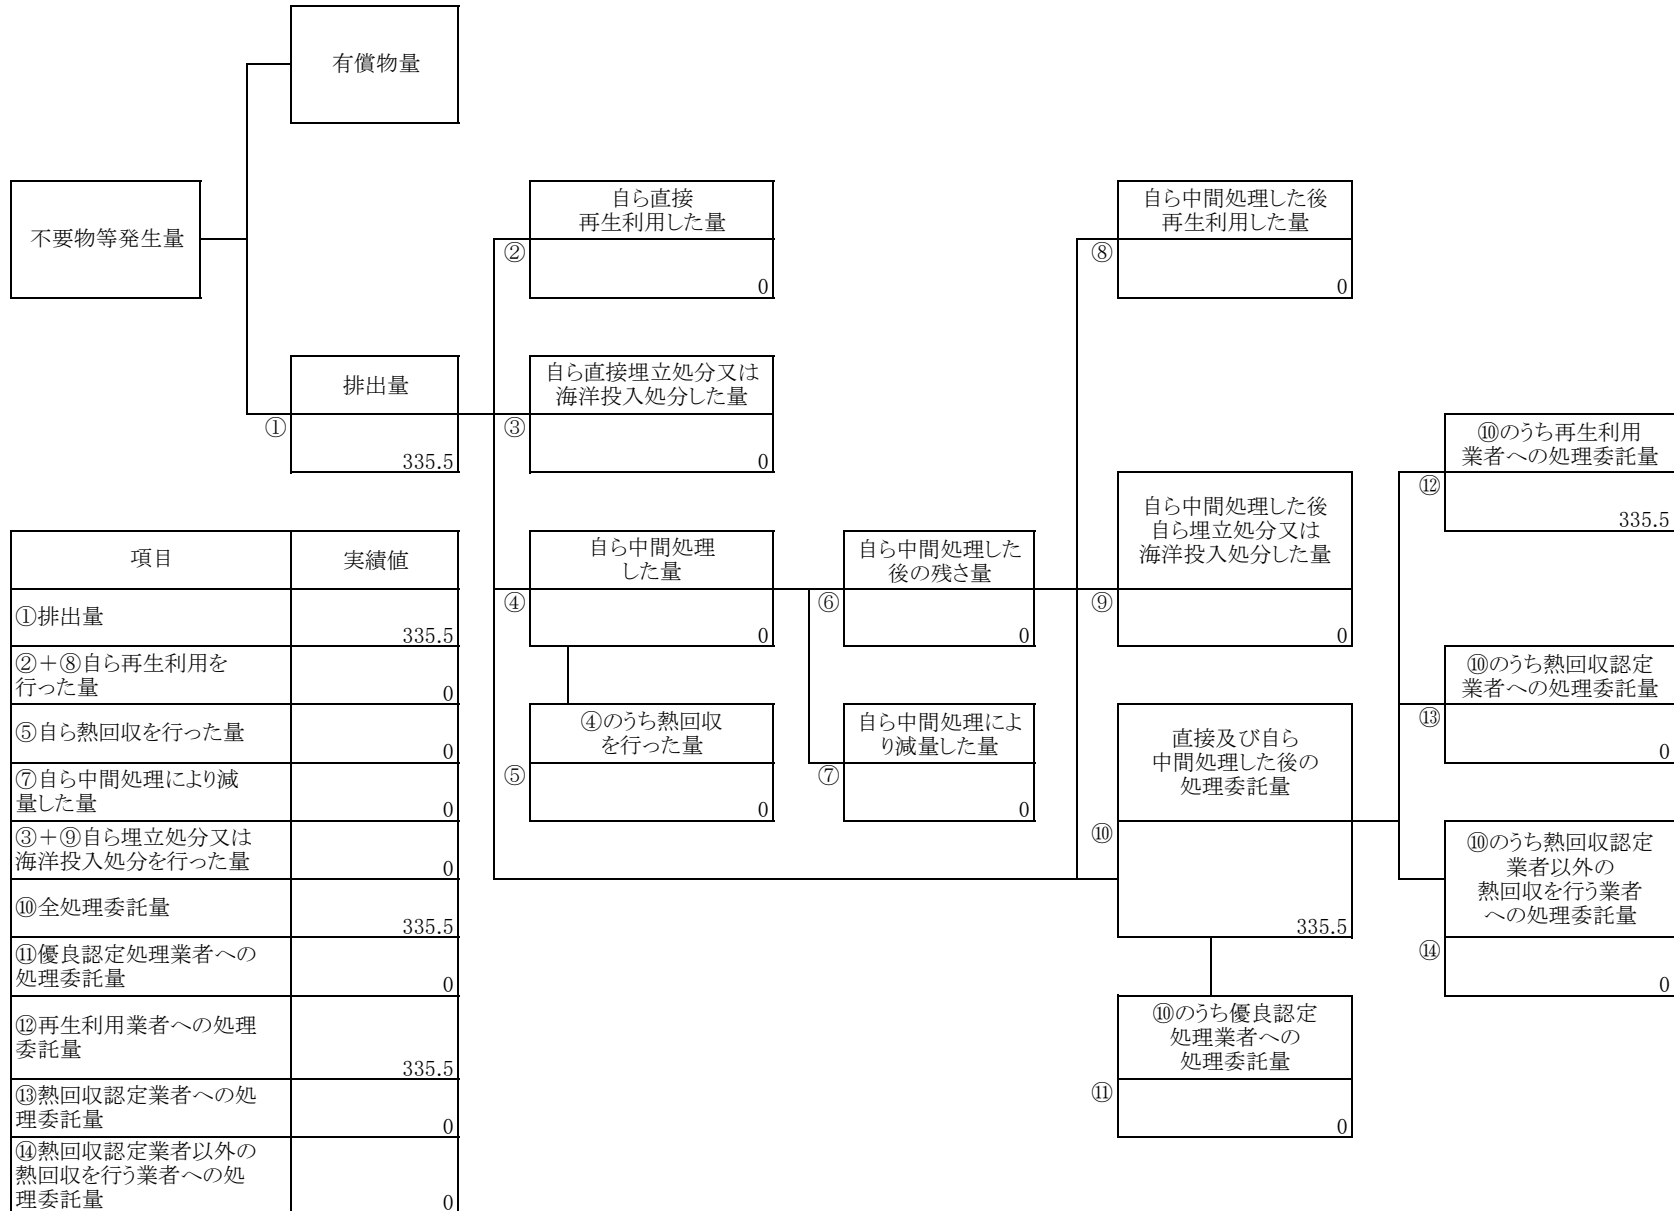 有償物量
不要物等発生量
自ら直接
再生利用した量
②
0
自ら中間処理した後
再生利用した量
⑧
0
排出量
①
335.5
自ら直接埋立処分又は
海洋投入処分した量
③
0
⑩のうち再生利用
業者への処理委託量
⑫
335.5
自ら中間処理
した量
④
0
自ら中間処理した
後の残さ量
⑥
0
自ら中間処理した後
自ら埋立処分又は
海洋投入処分した量
⑨
0
⑩のうち熱回収認定
業者への処理委託量
⑬
0
④のうち熱回収
を行った量
⑤
0
自ら中間処理によ
り減量した量
⑦
0
直接及び自ら
中間処理した後の
処理委託量
⑩
335.5
⑩のうち熱回収認定
業者以外の
熱回収を行う業者
への処理委託量
⑭
0
⑩のうち優良認定
処理業者への
処理委託量
⑪
0
項目 実績値
①排出量
335.5
②＋⑧自ら再生利用を
行った量
0
⑤自ら熱回収を行った量
0
⑦自ら中間処理により減
量した量
0
③＋⑨自ら埋立処分又は
海洋投入処分を行った量
0
⑩全処理委託量
335.5
⑪優良認定処理業者への
処理委託量
0
⑫再生利用業者への処理
委託量
335.5
⑬熱回収認定業者への処
理委託量
0
⑭熱回収認定業者以外の
熱回収を行う業者への処
理委託量
0